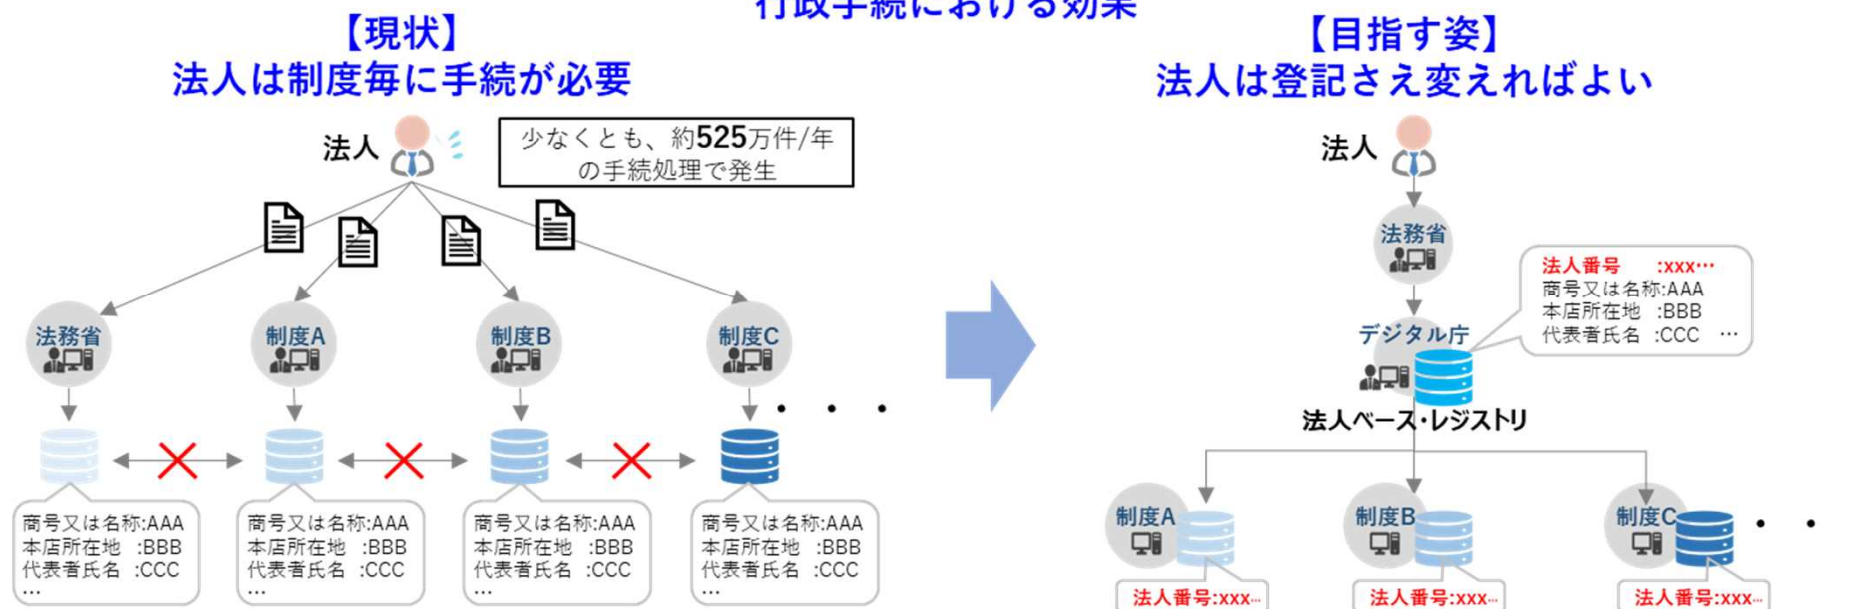 行政手続における効果
【現状】
法人は制度毎に手続が必要
法人
少なくとも、約525万件/年
の手続処理で発生
法務省
制度A
制度B
制度C
・・・
商号又は名称:AAA
本店所在地 :BBB
代表者氏名 :CCC
…
商号又は名称:AAA
本店所在地 :BBB
代表者氏名 :CCC
…
商号又は名称:AAA
本店所在地 :BBB
代表者氏名 :CCC
…
商号又は名称:AAA
本店所在地 :BBB
代表者氏名 :CCC
…
【目指す姿】
法人は登記さえ変えればよい
法人
法務省
法人番号 :xxx…
商号又は名称:AAA
本店所在地 :BBB
代表者氏名 :CCC …
デジタル庁
法人ベース・レジストリ
制度A
制度B
制度C
・・
法人番号:xxx…
法人番号:xxx…
法人番号:xxx…